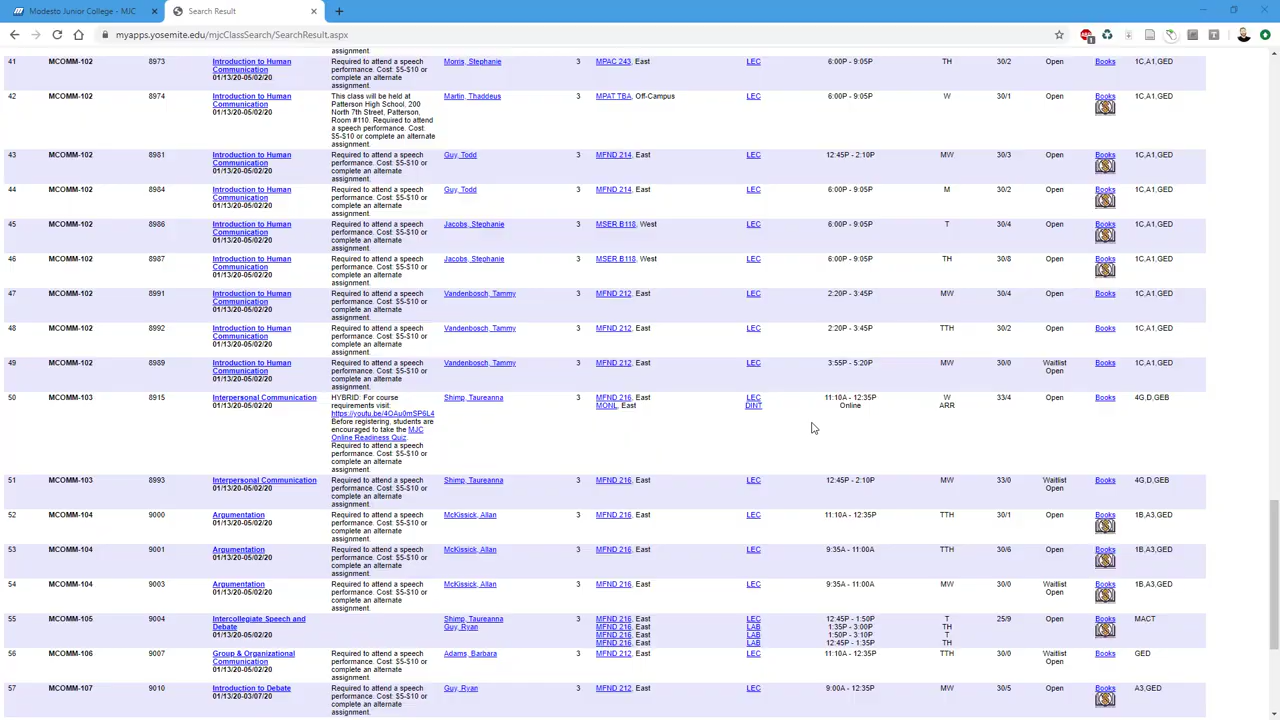 Modesto Junior College - MJC
Search Result
myapps.yosemite.edu/mjcClassSearch/SearchResult.aspx
assignment.
41 MCOMM-102 8973 Introduction to Human Required to attend a speech Morris, Stephanie 3 MPAC 243, East LEC 6:00P - 9:05P TH 30/2 Open Books 1C,A1,GED
Communication performance. Cost: $5-$10 or
01/13/20-05/02/20 complete an alternate
assignment.
42 MCOMM-102 8974 Introduction to Human This class will be held at Martin, Thaddeus 3 MPAT TBA, Off-Campus LEC 6:00P - 9:05P W 30/1 Open Books 1C,A1,GED
Communication Patterson High School, 200
01/13/20-05/02/20 North 7th Street, Patterson,
Room #110. Required to attend
a speech performance. Cost:
$5-$10 or complete an alternate
assignment.
43 MCOMM-102 8981 Introduction to Human Required to attend a speech Guy, Todd 3 MFND 214, East LEC 12:45P - 2:10P MW 30/3 Open Books 1C,A1,GED
Communication performance. Cost: $5-$10 or
01/13/20-05/02/20 complete an alternate
assignment.
44 MCOMM-102 8984 Introduction to Human Required to attend a speech Guy, Todd 3 MFND 214, East LEC 6:00P - 9:05P M 30/2 Open Books 1C,A1,GED
Communication performance. Cost: $5-$10 or
01/13/20-05/02/20 complete an alternate
assignment.
45 MCOMM-102 8986 Introduction to Human Required to attend a speech Jacobs, Stephanie 3 MSER B118, West LEC 6:00P - 9:05P T 30/4 Open Books 1C,A1,GED
Communication performance. Cost: $5-$10 or
01/13/20-05/02/20 complete an alternate
assignment.
46 MCOMM-102 8987 Introduction to Human Required to attend a speech Jacobs, Stephanie 3 MSER B118, West LEC 6:00P - 9:05P TH 30/8 Open Books 1C,A1,GED
Communication performance. Cost: $5-$10 or
01/13/20-05/02/20 complete an alternate
assignment.
47 MCOMM-102 8991 Introduction to Human Required to attend a speech Vandenbosch, Tammy 3 MFND 212, East LEC 2:20P - 3:45P MW 30/4 Open Books 1C,A1,GED
Communication performance. Cost: $5-$10 or
01/13/20-05/02/20 complete an alternate
assignment.
48 MCOMM-102 8992 Introduction to Human Required to attend a speech Vandenbosch, Tammy 3 MFND 212, East LEC 2:20P - 3:45P TTH 30/2 Open Books 1C,A1,GED
Communication performance. Cost: $5-$10 or
01/13/20-05/02/20 complete an alternate
assignment.
49 MCOMM-102 8989 Introduction to Human Required to attend a speech Vandenbosch, Tammy 3 MFND 212, East LEC 3:55P - 5:20P MW 30/0 Waitlist Books 1C,A1,GED
Communication performance. Cost: $5-$10 or Open
01/13/20-05/02/20 complete an alternate
assignment.
50 MCOMM-103 8915 Interpersonal Communication HYBRID: For course Shimp, Taureanna 3 MFND 216, East LEC 11:10A - 12:35P W 33/4 Open Books 4G,D,GEB
01/13/20-05/02/20 requirements visit: MONL, East DINT Online ARR
https://youtu.be/4OAu0mSP6L4
Before registering, students are
encouraged to take the MJC
Online Readiness Quiz.
Required to attend a speech
performance. Cost: $5-$10 or
complete an alternate
assignment.
51 MCOMM-103 8993 Interpersonal Communication Required to attend a speech Shimp, Taureanna 3 MFND 216, East LEC 12:45P - 2:10P MW 33/0 Waitlist Books 4G,D,GEB
01/13/20-05/02/20 performance. Cost: $5-$10 or Open
complete an alternate
assignment.
52 MCOMM-104 9000 Argumentation Required to attend a speech McKissick, Allan 3 MFND 216, East LEC 11:10A - 12:35P TTH 30/1 Open Books 1B,A3,GED
01/13/20-05/02/20 performance. Cost: $5-$10 or
complete an alternate
assignment.
53 MCOMM-104 9001 Argumentation Required to attend a speech McKissick, Allan 3 MFND 216, East LEC 9:35A - 11:00A TTH 30/6 Open Books 1B,A3,GED
01/13/20-05/02/20 performance. Cost: $5-$10 or
complete an alternate
assignment.
54 MCOMM-104 9003 Argumentation Required to attend a speech McKissick, Allan 3 MFND 216, East LEC 9:35A - 11:00A MW 30/0 Waitlist Books 1B,A3,GED
01/13/20-05/02/20 performance. Cost: $5-$10 or Open
complete an alternate
assignment.
55 MCOMM-105 9004 Intercollegiate Speech and Shimp, Taureanna 3 MFND 216, East LEC 12:45P - 1:50P T 25/9 Open Books MACT
Debate Guy, Ryan MFND 216, East LAB 1:35P - 3:00P TH
01/13/20-05/02/20 MFND 216, East LAB 1:50P - 3:10P T
MFND 216, East LEC 12:45P - 1:35P TH
56 MCOMM-106 9007 Group & Organizational Required to attend a speech Adams, Barbara 3 MFND 212, East LEC 11:10A - 12:35P TTH 30/0 Waitlist Books GED
Communication performance. Cost: $5-$10 or Open
01/13/20-05/02/20 complete an alternate
assignment.
57 MCOMM-107 9010 Introduction to Debate Required to attend a speech Guy, Ryan 3 MFND 212, East LEC 9:00A - 12:35P MW 30/5 Open Books A3,GED
01/13/20-03/07/20 performance. Cost: $5-$10 or
complete an alternate
assignment.